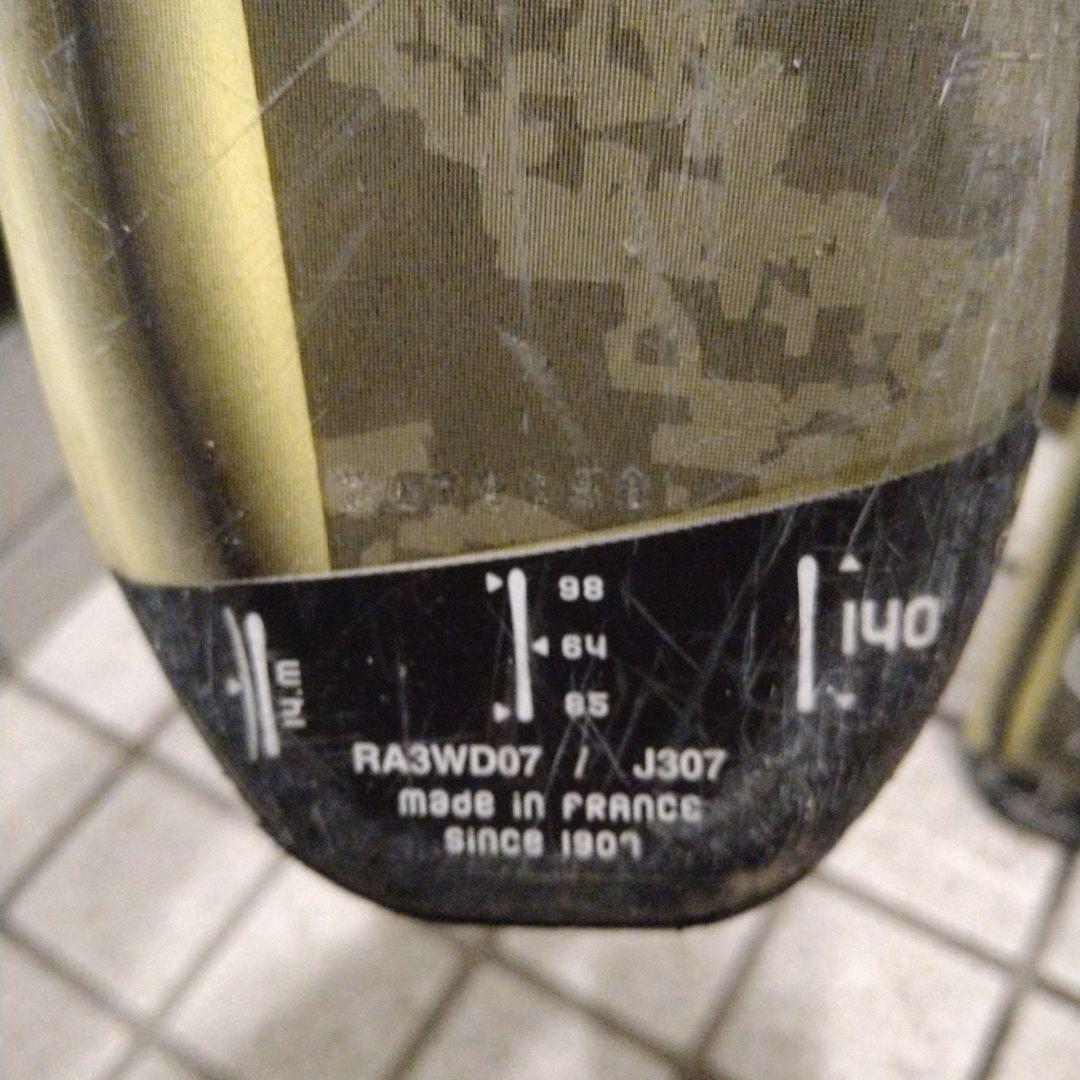 98
64
85
140
RA3WD07 / J307
made in FRANCE
since 1907